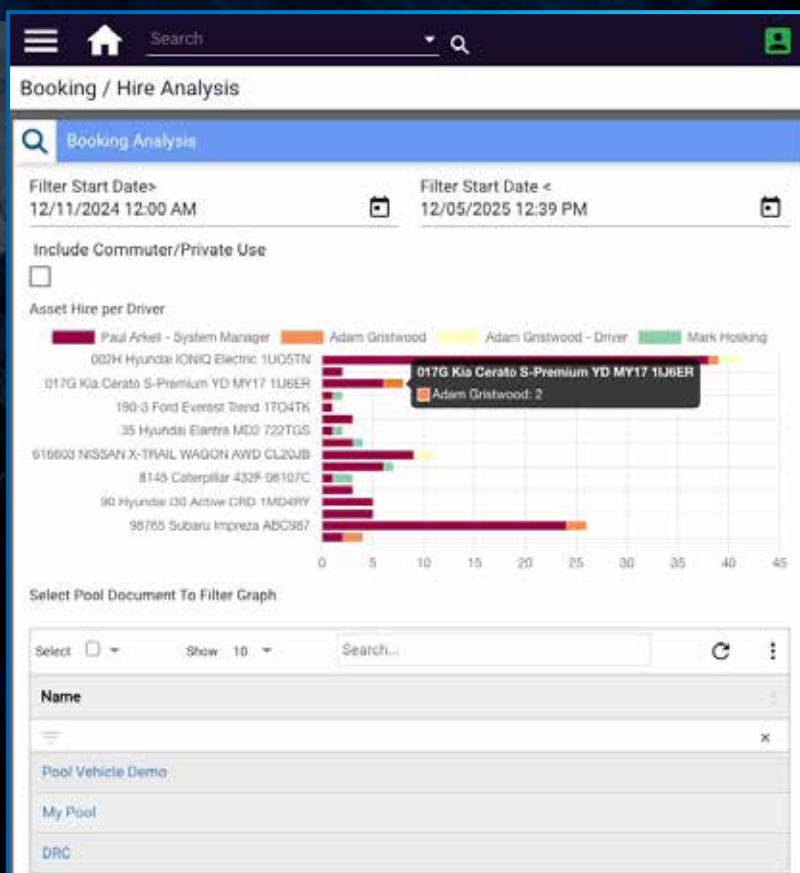 Search
Booking / Hire Analysis
Booking Analysis
Filter Start Date>
12/11/2024 12:00 AM
Filter Start Date <
12/05/2025 12:39 PM
Include Commuter/Private Use
Asset Hire per Driver
Paul Arkell - System Manager Adam Gristwood Adam Gristwood - Driver Mark Hosking
002H Hyundai IONIQ Electric 1UO5TN
017G Kia Cerato S-Premium YD MY17 1IJ6ER
Adam Gristwood: 2
017G Kia Cerato S-Premium YD MY17 1IJ6ER
190-3 Ford Everest Trend 1TO4TK
35 Hyundai Elantra MD2 722TGS
616603 NISSAN X-TRAIL WAGON AWD CL20JB
8145 Caterpillar 432F 06107C
90 Hyundai I30 Active CRD 1MD4RY
98765 Subaru Impreza ABC987
0 5 10 15 20 25 30 35 40 45
Select Pool Document To Filter Graph
Select Show 10 Search...
Name
Pool Vehicle Demo
My Pool
DRC